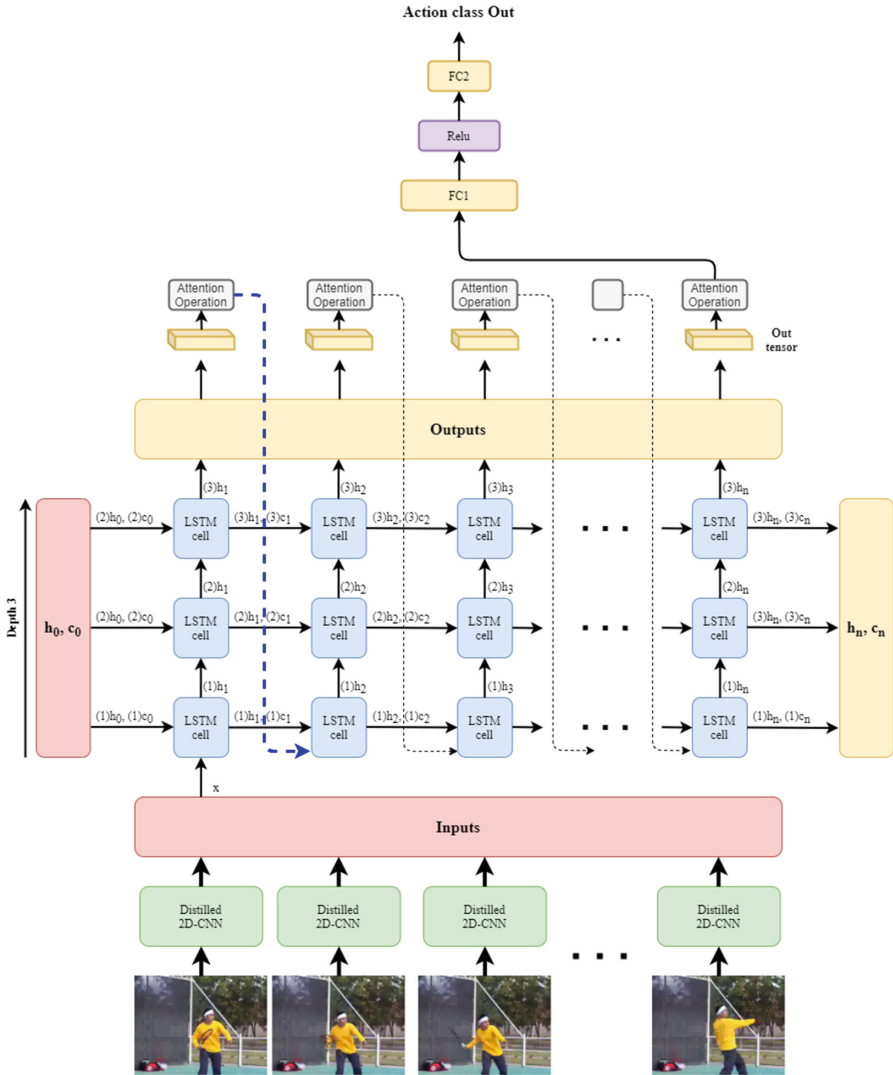 Action class Out
FC2
Relu
FC1
Attention
Operation
Attention
Operation
Attention
Operation
Attention
Operation
. . .
Out
tensor
Outputs
(3)h1
(3)h2
(3)h3
(3)hn
Depth 3
h0, c0
(2)h0, (2)c0
LSTM
cell
(3)h1, (3)c1
LSTM
cell
(3)h2, (3)c2
LSTM
cell
. . .
LSTM
cell
(3)hn, (3)cn
hn, cn
(2)h1
(2)h2
(2)h3
(2)hn
(2)h0, (2)c0
LSTM
cell
(2)h1, (2)c1
LSTM
cell
(2)h2, (2)c2
LSTM
cell
. . .
LSTM
cell
(3)hn, (3)cn
(1)h1
(1)h2
(1)h3
(1)hn
(1)h0, (1)c0
LSTM
cell
(1)h1, (1)c1
LSTM
cell
(1)h2, (1)c2
LSTM
cell
. . .
LSTM
cell
(1)hn, (1)cn
x
Inputs
Distilled
2D-CNN
Distilled
2D-CNN
Distilled
2D-CNN
. . .
Distilled
2D-CNN